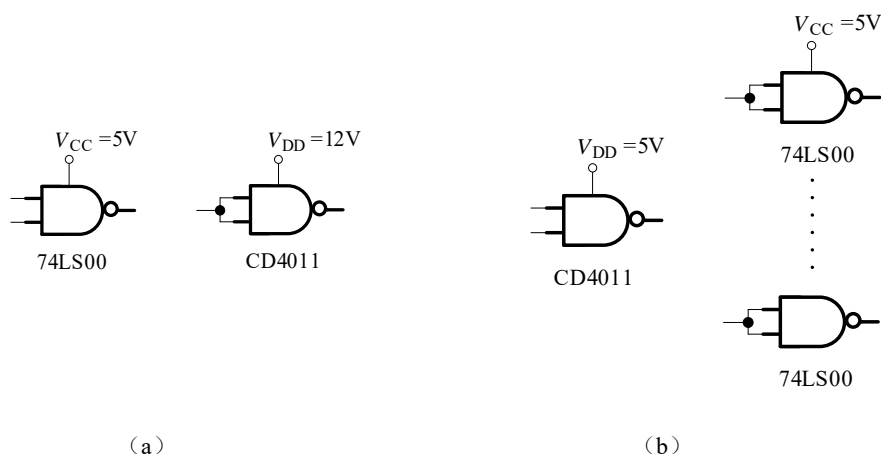 V_CC =5V
74LS00
V_DD =12V
CD4011
(a)
V_DD =5V
CD4011
V_CC =5V
74LS00
74LS00
(b)